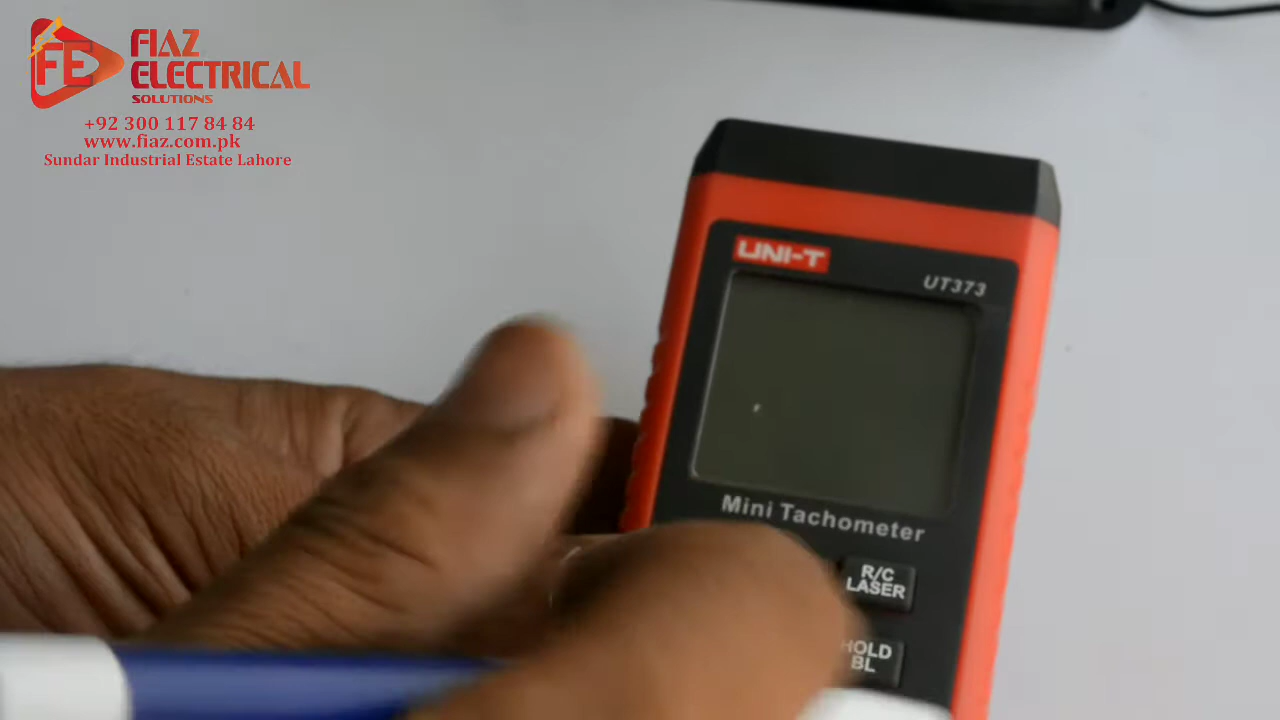 FE
FIAZ
ELECTRICAL
SOLUTIONS
+92 300 117 84 84
www.fiaz.com.pk
Sundar Industrial Estate Lahore
UNI-T
UT373
Mini Tachometer
R/C
LASER
HOLD
BL